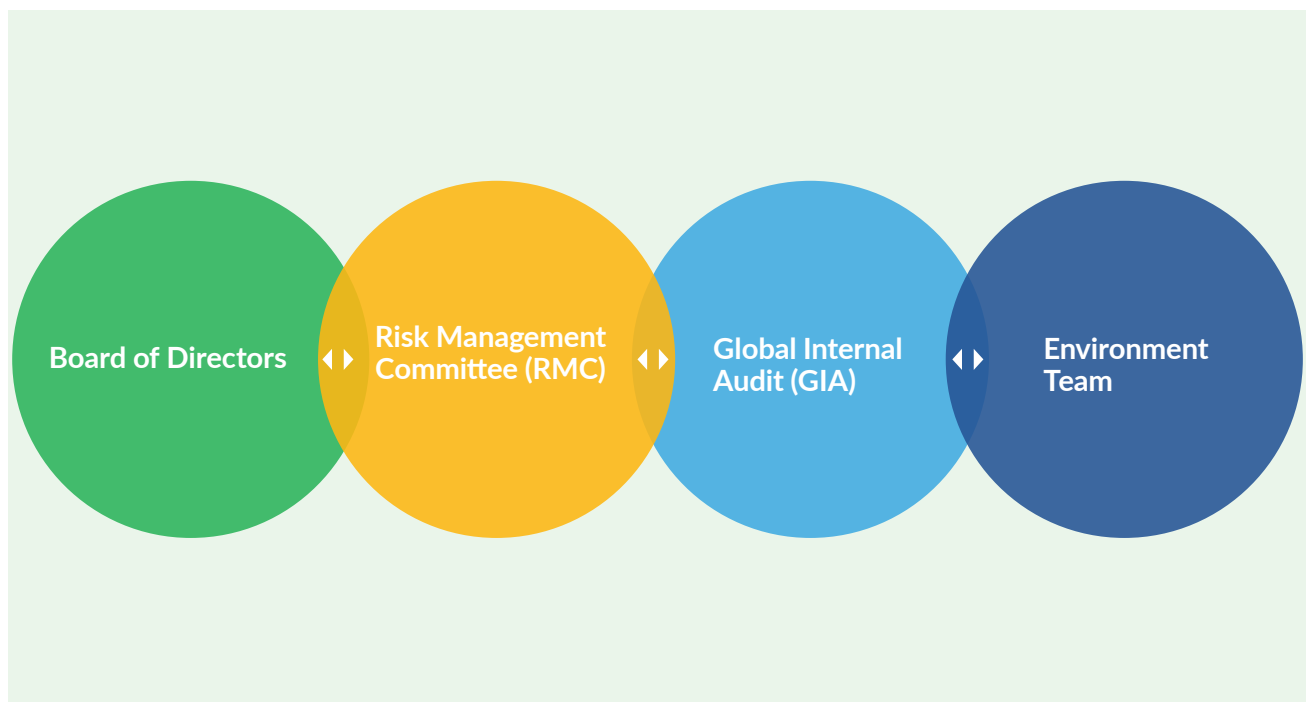 Board of Directors
Risk Management
Committee (RMC)
Global Internal
Audit (GIA)
Environment
Team